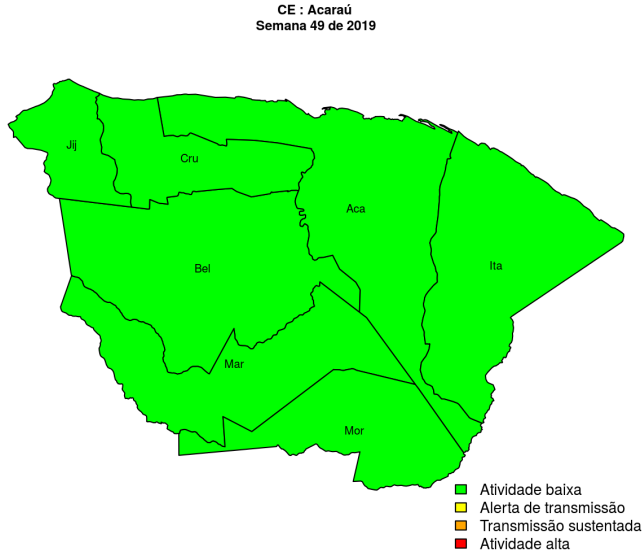 CE : Acaraú
Semana 49 de 2019
Jij
Cru
Aca
Bel
Ita
Mar
Mor
Atividade baixa
Alerta de transmissão
Transmissão sustentada
Atividade alta